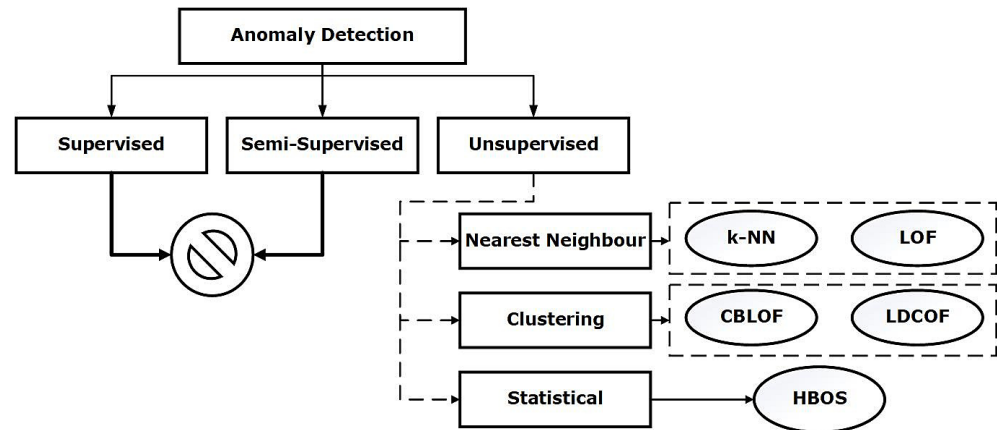 Anomaly Detection
Supervised
Semi-Supervised
Unsupervised
Nearest Neighbour
k-NN
LOF
Clustering
CBLOF
LDCOF
Statistical
HBOS